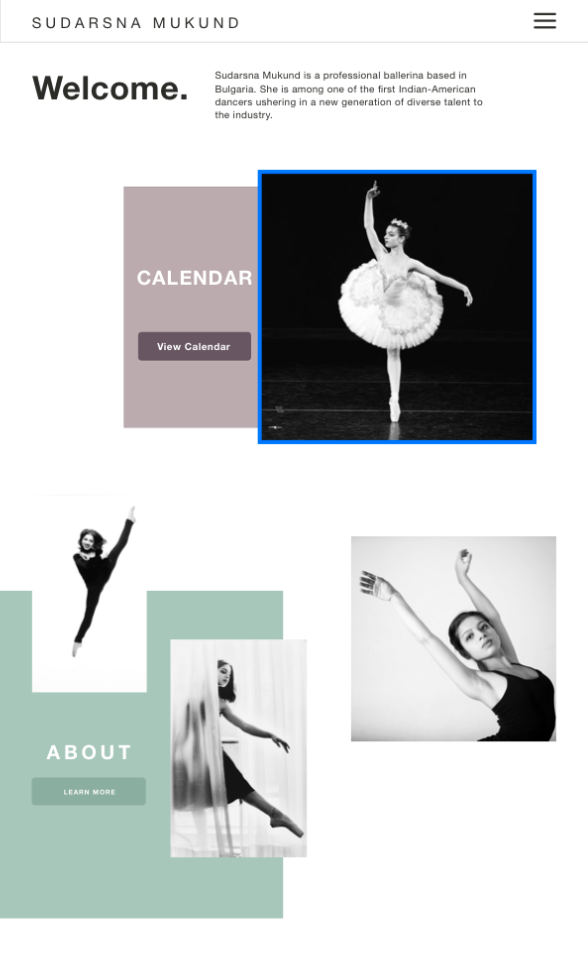 SUDARSNA MUKUND
Welcome.
Sudarsna Mukund is a professional ballerina based in
Bulgaria. She is among one of the first Indian-American
dancers ushering in a new generation of diverse talent to
the industry.
CALENDAR
View Calendar
ABOUT
LEARN MORE